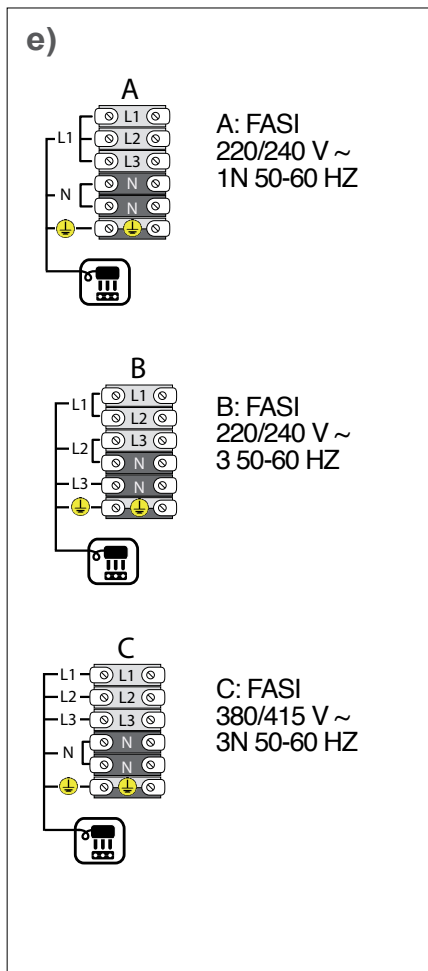 e)
A
L1
L2
L3
N
N
L1
N
A: FASI
220/240 V ~
1N 50-60 HZ
B
L1
L2
L3
N
N
L1
L2
L3
B: FASI
220/240 V ~
3 50-60 HZ
C
L1 L1
L2 L2
L3 L3
N
N
N
C: FASI
380/415 V ~
3N 50-60 HZ